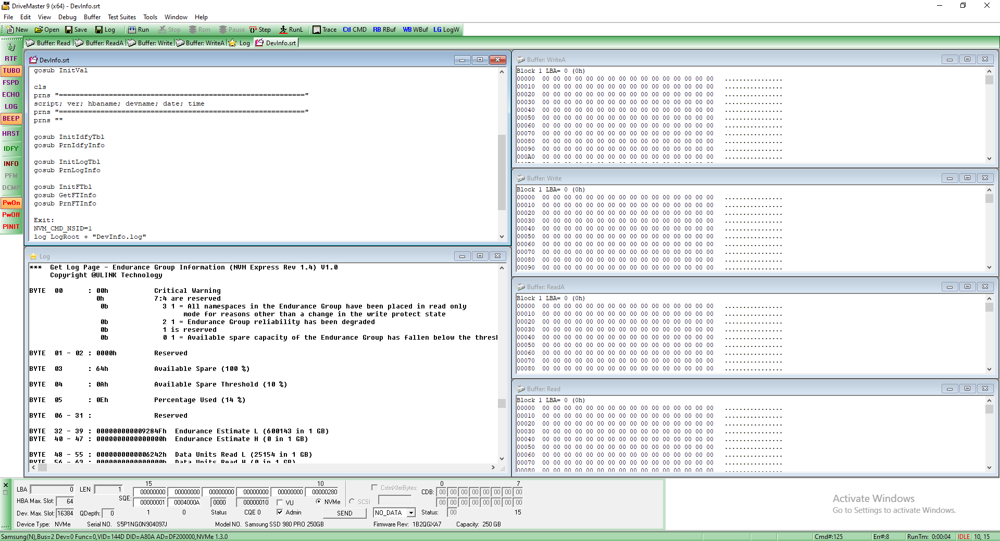 DriveMaster 9 (x64) - DevInfo.srt
File Edit View Debug Buffer Test Suites Tools Window Help
New Open Save Log Run Stop Rsm Pause Step RunL Trace Ctl CMD RB RBuf WB WBuf LG LogW
Buffer: Read Buffer: ReadA Buffer: Write Buffer: WriteA Log DevInfo.srt
RTF
TUBO
FSPD
ECHO
LOG
BEEP
HRST
IDFY
INFO
PFM
DCMP
PwOn
PwOff
PINIT
DevInfo.srt
gosub InitVal
cls
prns "==========================================================="
script; ver; hbaname; devname; date; time
prns "==========================================================="
prns ""
gosub InitIdfyTbl
gosub PrnIdfyInfo
gosub InitLogTbl
gosub PrnLogInfo
gosub InitFTbl
gosub GetFTInfo
gosub PrnFTInfo
Exit:
NVM_CMD_NSID=1
log LogRoot + "DevInfo.log"
Log
*** Get Log Page - Endurance Group Information (NVM Express Rev 1.4) V1.0
Copyright @ULINK Technology
BYTE 00 : 00h Critical Warning
0h 7:4 are reserved
0b 3 1 = All namespaces in the Endurance Group have been placed in read only
mode for reasons other than a change in the write protect state
0b 2 1 = Endurance Group reliability has been degraded
0b 1 is reserved
0b 0 1 = Available spare capacity of the Endurance Group has fallen below the thres
BYTE 01 - 02 : 0000h Reserved
BYTE 03 : 64h Available Spare (100 %)
BYTE 04 : 0Ah Available Spare Threshold (10 %)
BYTE 05 : 0Eh Percentage Used (14 %)
BYTE 06 - 31 : Reserved
BYTE 32 - 39 : 000000000009284Fh Endurance Estimate L (600143 in 1 GB)
BYTE 40 - 47 : 0000000000000000h Endurance Estimate H (0 in 1 GB)
BYTE 48 - 55 : 0000000000006242h Data Units Read L (25154 in 1 GB)
BYTE 56 - 63 : 0000000000000000h Data Units Read H (0 in 1 GB)
Buffer: WriteA
Block 1 LBA= 0 (0h)
00000 00 00 00 00 00 00 00 00 00 00 00 00 00 00 00 00 ................
00010 00 00 00 00 00 00 00 00 00 00 00 00 00 00 00 00 ................
00020 00 00 00 00 00 00 00 00 00 00 00 00 00 00 00 00 ................
00030 00 00 00 00 00 00 00 00 00 00 00 00 00 00 00 00 ................
00040 00 00 00 00 00 00 00 00 00 00 00 00 00 00 00 00 ................
00050 00 00 00 00 00 00 00 00 00 00 00 00 00 00 00 00 ................
00060 00 00 00 00 00 00 00 00 00 00 00 00 00 00 00 00 ................
00070 00 00 00 00 00 00 00 00 00 00 00 00 00 00 00 00 ................
00080 00 00 00 00 00 00 00 00 00 00 00 00 00 00 00 00 ................
00090 00 00 00 00 00 00 00 00 00 00 00 00 00 00 00 00 ................
000A0 00 00 00 00 00 00 00 00 00 00 00 00 00 00 00 00 ................
Buffer: Write
Block 1 LBA= 0 (0h)
00000 00 00 00 00 00 00 00 00 00 00 00 00 00 00 00 00 ................
00010 00 00 00 00 00 00 00 00 00 00 00 00 00 00 00 00 ................
00020 00 00 00 00 00 00 00 00 00 00 00 00 00 00 00 00 ................
00030 00 00 00 00 00 00 00 00 00 00 00 00 00 00 00 00 ................
00040 00 00 00 00 00 00 00 00 00 00 00 00 00 00 00 00 ................
00050 00 00 00 00 00 00 00 00 00 00 00 00 00 00 00 00 ................
00060 00 00 00 00 00 00 00 00 00 00 00 00 00 00 00 00 ................
00070 00 00 00 00 00 00 00 00 00 00 00 00 00 00 00 00 ................
00080 00 00 00 00 00 00 00 00 00 00 00 00 00 00 00 00 ................
00090 00 00 00 00 00 00 00 00 00 00 00 00 00 00 00 00 ................
Buffer: ReadA
Block 1 LBA= 0 (0h)
00000 00 00 00 00 00 00 00 00 00 00 00 00 00 00 00 00 ................
00010 00 00 00 00 00 00 00 00 00 00 00 00 00 00 00 00 ................
00020 00 00 00 00 00 00 00 00 00 00 00 00 00 00 00 00 ................
00030 00 00 00 00 00 00 00 00 00 00 00 00 00 00 00 00 ................
00040 00 00 00 00 00 00 00 00 00 00 00 00 00 00 00 00 ................
00050 00 00 00 00 00 00 00 00 00 00 00 00 00 00 00 00 ................
00060 00 00 00 00 00 00 00 00 00 00 00 00 00 00 00 00 ................
00070 00 00 00 00 00 00 00 00 00 00 00 00 00 00 00 00 ................
00080 00 00 00 00 00 00 00 00 00 00 00 00 00 00 00 00 ................
Buffer: Read
Block 1 LBA= 0 (0h)
00000 00 00 00 00 00 00 00 00 00 00 00 00 00 00 00 00 ................
00010 00 00 00 00 00 00 00 00 00 00 00 00 00 00 00 00 ................
00020 00 00 00 00 00 00 00 00 00 00 00 00 00 00 00 00 ................
00030 00 00 00 00 00 00 00 00 00 00 00 00 00 00 00 00 ................
00040 00 00 00 00 00 00 00 00 00 00 00 00 00 00 00 00 ................
00050 00 00 00 00 00 00 00 00 00 00 00 00 00 00 00 00 ................
00060 00 00 00 00 00 00 00 00 00 00 00 00 00 00 00 00 ................
00070 00 00 00 00 00 00 00 00 00 00 00 00 00 00 00 00 ................
00080 00 00 00 00 00 00 00 00 00 00 00 00 00 00 00 00 ................
15 10 0 7
LBA 0 LEN 1 SQE: 00000000 00000000 00000000 00000000 00000000 00000280 CstmXferBytes: CDB: 00 00 00 00 00 00 00 00
HBA Max. Slot: 64 00000001 0004000A 0000 00000010 VU NVMe SCSI 00 00 00 00 00 00 00 00
Dev. Max. Slot: 16384 QDepth: 0 1 0 Status CQE 0 Admin SEND NO_DATA Status: 00 15
Device Type: NVMe Serial NO. S5P1NG0N904097J Model NO. Samsung SSD 980 PRO 250GB Firmware Rev: 1B2QGXA7 Capacity: 250 GB
Activate Windows
Go to Settings to activate Windows.
Samsung(N),Bus=2 Dev=0 Func=0,VID=144D DID=A80A AD=DF200000,NVMe 1.3.0 Cmd#:125 Err#:8 RunTm: 0:00:04 IDLE 10, 15